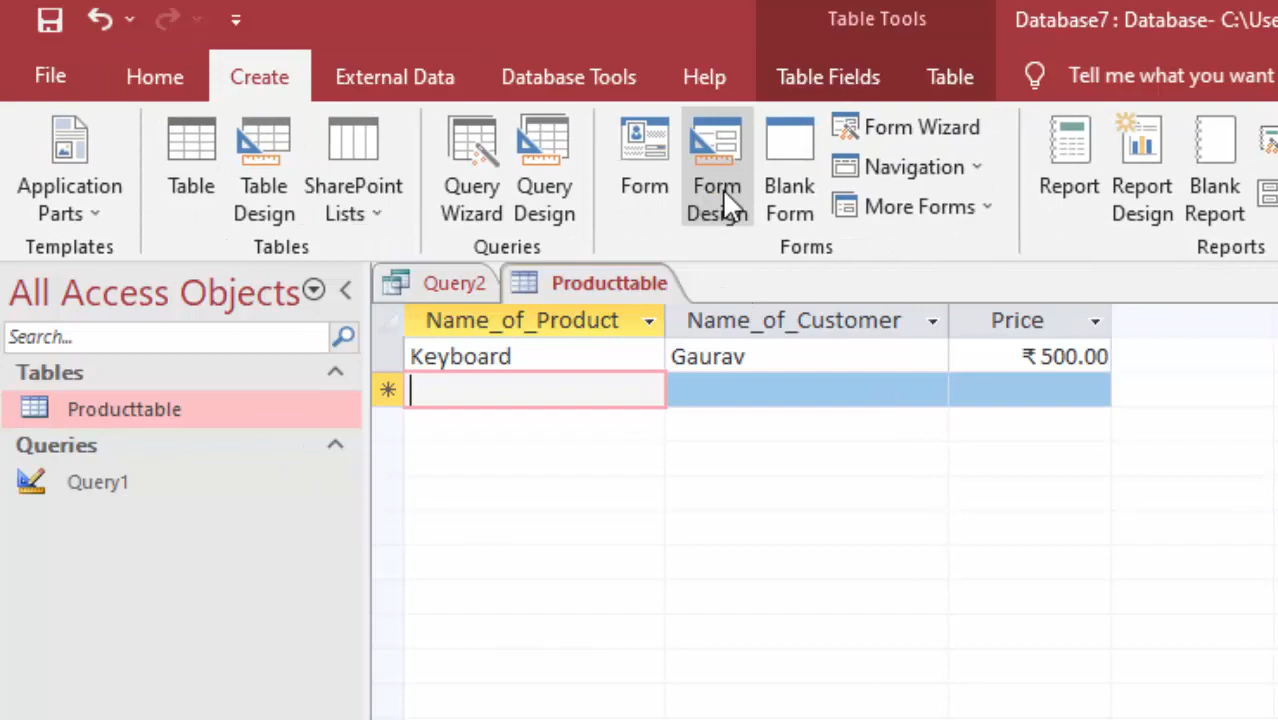 Table Tools
Database7 : Database- C:\Use
File
Home
Create
External Data
Database Tools
Help
Table Fields
Table
Tell me what you want
Application
Parts
Table
Table
Design
SharePoint
Lists
Query
Wizard
Query
Design
Form
Form
Design
Blank
Form
Form Wizard
Navigation
More Forms
Report
Report
Design
Blank
Report
Templates
Tables
Queries
Forms
Reports
All Access Objects
Search...
Tables
Producttable
Queries
Query1
Query2
Producttable
Name_of_Product
Name_of_Customer
Price
Keyboard
Gaurav
₹ 500.00